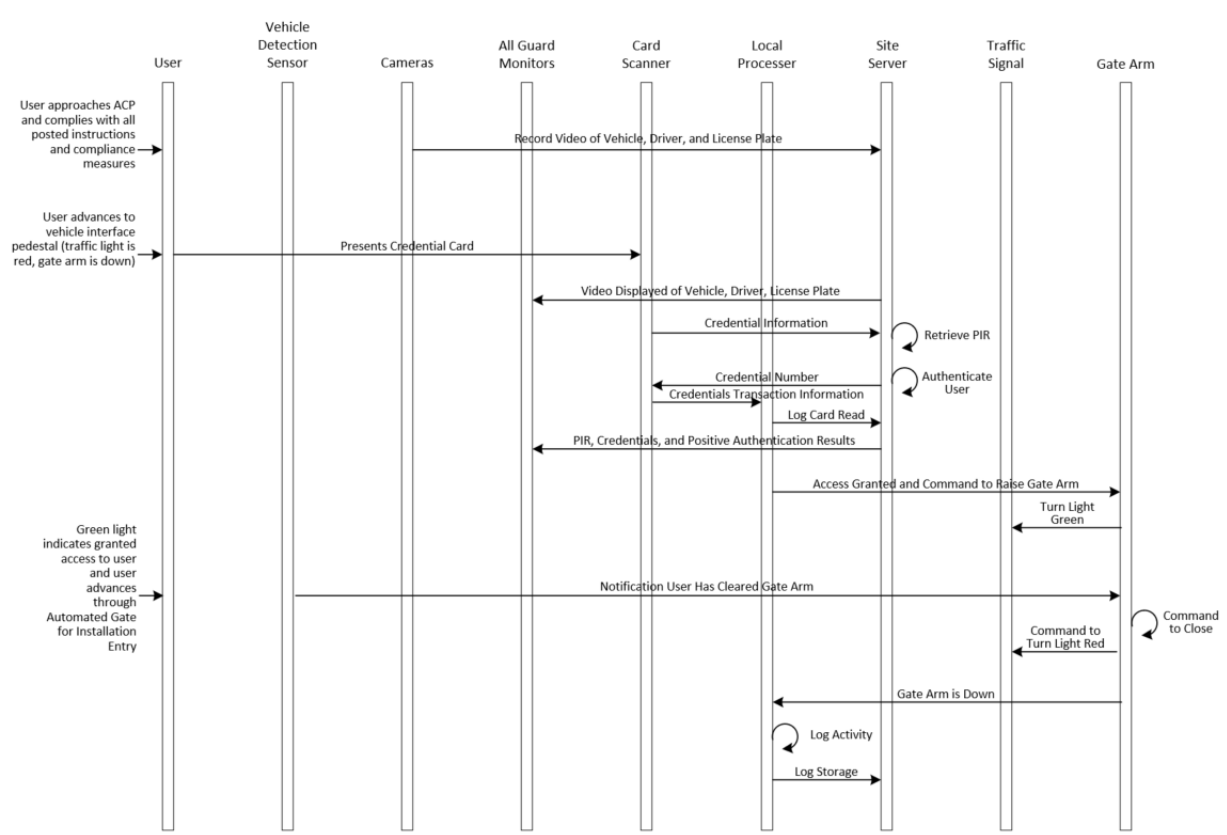 Vehicle
Detection
Sensor
User
Cameras
All Guard
Monitors
Card
Scanner
Local
Processer
Site
Server
Traffic
Signal
Gate Arm
User approaches ACP
and complies with all
posted instructions
and compliance
measures
Record Video of Vehicle, Driver, and License Plate
User advances to
vehicle interface
pedestal (traffic light is
red, gate arm is down)
Presents Credential Card
Video Displayed of Vehicle, Driver, License Plate
Credential Information
Retrieve PIR
Credential Number
Authenticate
User
Credentials Transaction Information
Log Card Read
PIR, Credentials, and Positive Authentication Results
Access Granted and Command to Raise Gate Arm
Turn Light
Green
Green light
indicates granted
access to user
and user
advances
through
Automated Gate
for Installation
Entry
Notification User Has Cleared Gate Arm
Command
to Close
Command to
Turn Light Red
Gate Arm is Down
Log Activity
Log Storage